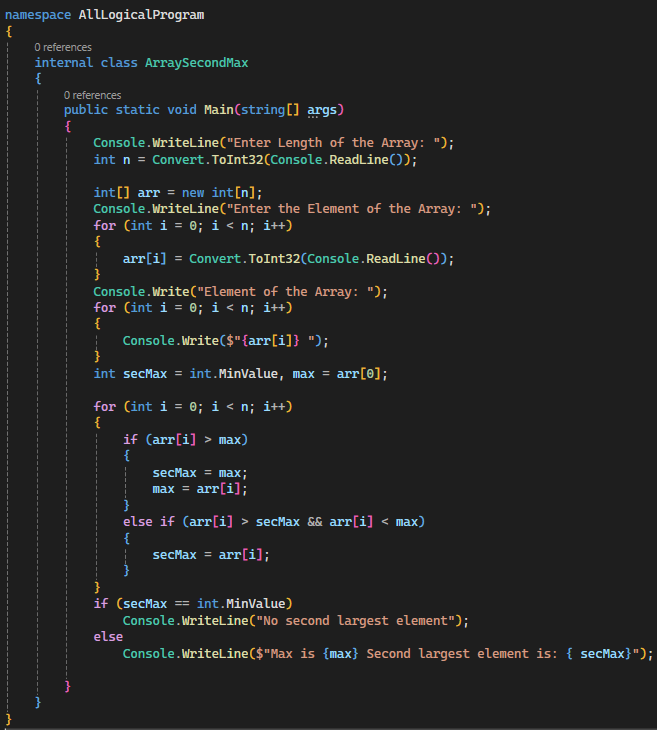 namespace AllLogicalProgram
{
0 references
internal class ArraySecondMax
{
0 references
public static void Main(string[] args)
{
Console.WriteLine("Enter Length of the Array: ");
int n = Convert.ToInt32(Console.ReadLine());
int[] arr = new int[n];
Console.WriteLine("Enter the Element of the Array: ");
for (int i = 0; i < n; i++)
{
arr[i] = Convert.ToInt32(Console.ReadLine());
}
Console.Write("Element of the Array: ");
for (int i = 0; i < n; i++)
{
Console.Write($"{arr[i]} ");
}
int secMax = int.MinValue, max = arr[0];
for (int i = 0; i < n; i++)
{
if (arr[i] > max)
{
secMax = max;
max = arr[i];
}
else if (arr[i] > secMax && arr[i] < max)
{
secMax = arr[i];
}
}
if (secMax == int.MinValue)
Console.WriteLine("No second largest element");
else
Console.WriteLine($"Max is {max} Second largest element is: { secMax}");
}
}
}